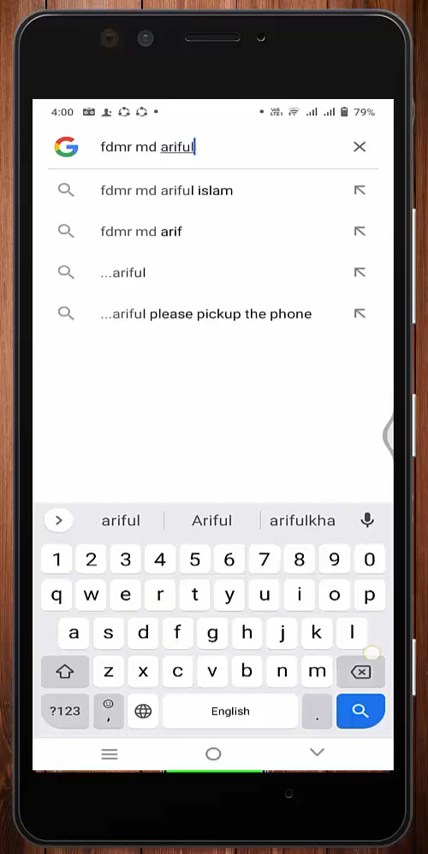 4:00 79%
fdmr md ariful
fdmr md ariful islam
fdmr md arif
...ariful
...ariful please pickup the phone
ariful Ariful arifulkha
1 2 3 4 5 6 7 8 9 0
q w e r t y u i o p
a s d f g h j k l
z x c v b n m
?123 , English .